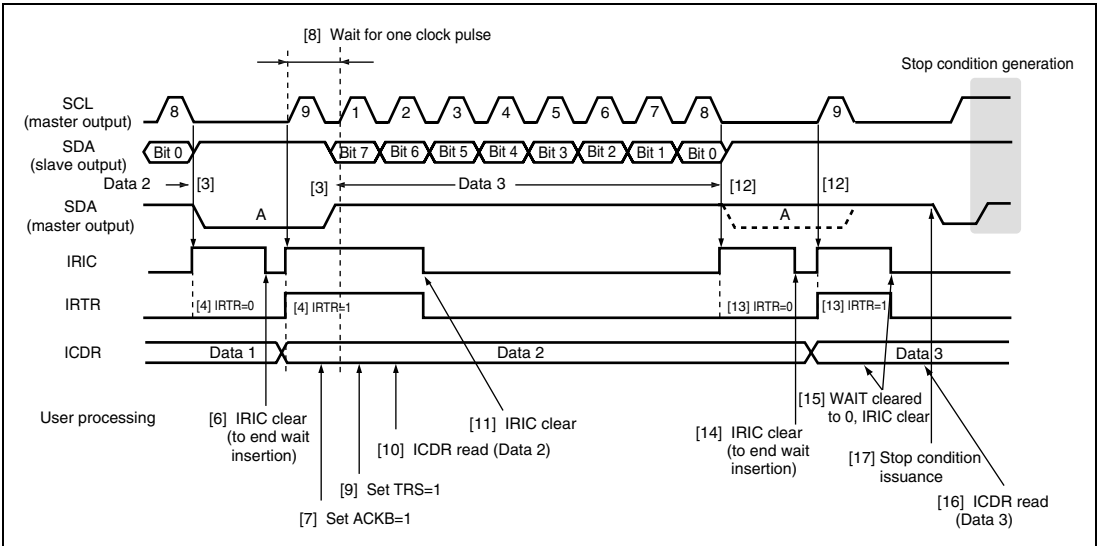 [8] Wait for one clock pulse
Stop condition generation
SCL
(master output)
8 9 1 2 3 4 5 6 7 8 9
SDA
(slave output)
Bit 0 Bit 7 Bit 6 Bit 5 Bit 4 Bit 3 Bit 2 Bit 1 Bit 0
Data 2 [3] [3] Data 3 [12] [12]
SDA
(master output)
A A
IRIC
IRTR
[4] IRTR=0 [4] IRTR=1 [13] IRTR=0 [13] IRTR=1
ICDR
Data 1 Data 2 Data 3
User processing
[6] IRIC clear
(to end wait
insertion)
[7] Set ACKB=1
[9] Set TRS=1
[10] ICDR read (Data 2)
[11] IRIC clear
[14] IRIC clear
(to end wait
insertion)
[15] WAIT cleared
to 0, IRIC clear
[17] Stop condition
issuance
[16] ICDR read
(Data 3)